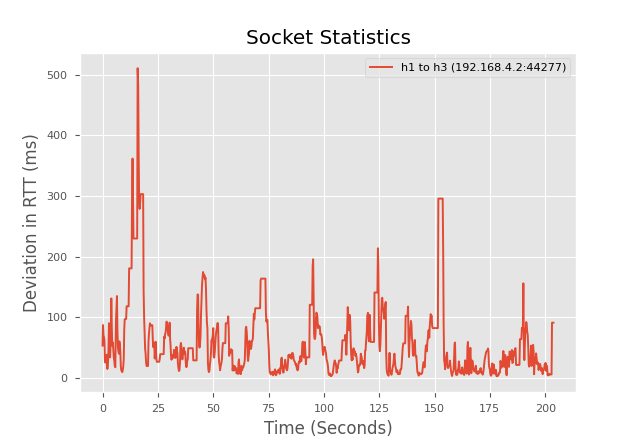 Socket Statistics
h1 to h3 (192.168.4.2:44277)
Deviation in RTT (ms)
500
400
300
200
100
0
0 25 50 75 100 125 150 175 200
Time (Seconds)